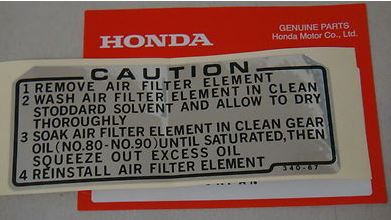 HONDA
GENUINE PARTS
Honda Motor Co., Ltd.
CAUTION
1 REMOVE AIR FILTER ELEMENT
2 WASH AIR FILTER ELEMENT IN CLEAN
STODDARD SOLVENT AND ALLOW TO DRY
THOROUGHLY
3 SOAK AIR FILTER ELEMENT IN CLEAN GEAR
OIL(NO.80-NO.90)UNTIL SATURATED,THEN
SQUEEZE OUT EXCESS OIL
4 REINSTALL AIR FILTER ELEMENT
340-67